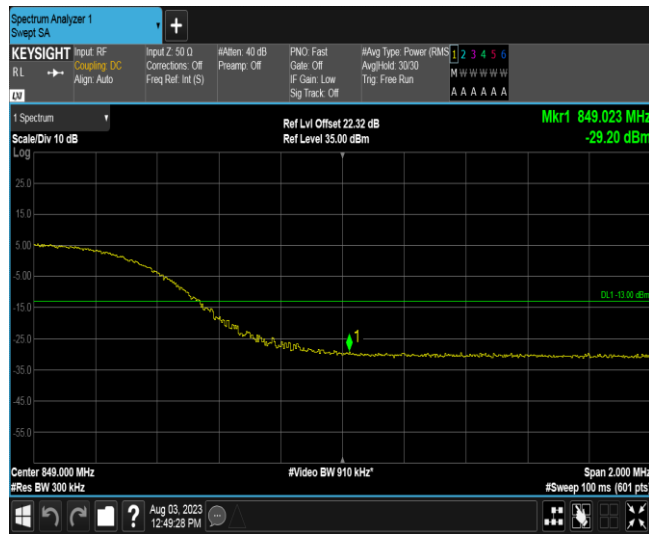 Spectrum Analyzer 1
Swept SA
+
KEYSIGHT
RL
LXI
Input: RF
Coupling: DC
Align: Auto
Input Z: 50 Ω
Corrections: Off
Freq Ref: Int (S)
#Atten: 40 dB
Preamp: Off
PNO: Fast
Gate: Off
IF Gain: Low
Sig Track: Off
#Avg Type: Power (RMS
Avg|Hold: 30/30
Trig: Free Run
1 2 3 4 5 6
M W W W W W
A A A A A A
1 Spectrum
Scale/Div 10 dB
Log
Ref Lvl Offset 22.32 dB
Ref Level 35.00 dBm
Mkr1 849.023 MHz
-29.20 dBm
25.0
15.0
5.00
-5.00
DL1 -13.00 dBm
-15.0
-25.0
1
-35.0
-45.0
-55.0
Center 849.000 MHz
#Res BW 300 kHz
#Video BW 910 kHz*
Span 2.000 MHz
#Sweep 100 ms (601 pts
?
Aug 03, 2023
12:49:28 PM